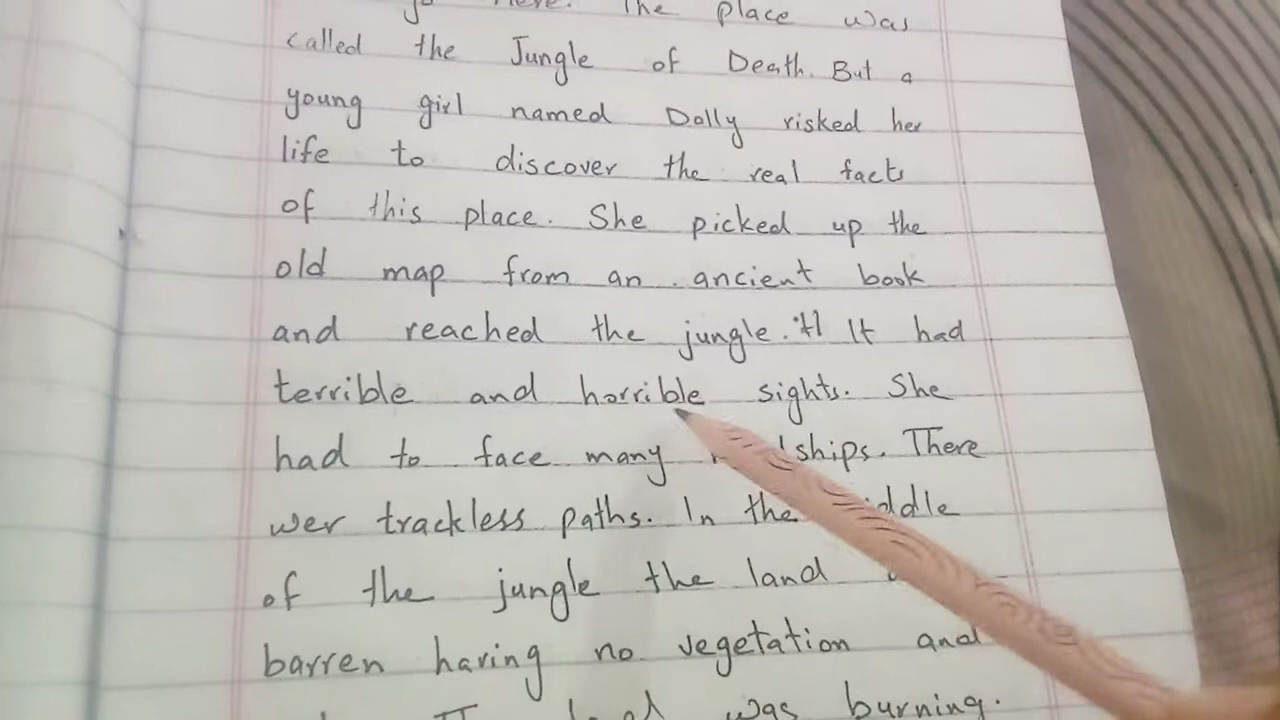 The place was
called the Jungle of Death. But a
young girl named Dolly risked her
life to discover the real facts
of this place. She picked up the
old map from an ancient book
and reached the jungle. It had
terrible and horrible sights. She
had to face many ships. There
wer trackless paths. In the
of the jungle the land
barren having no vegetation and
was burning.